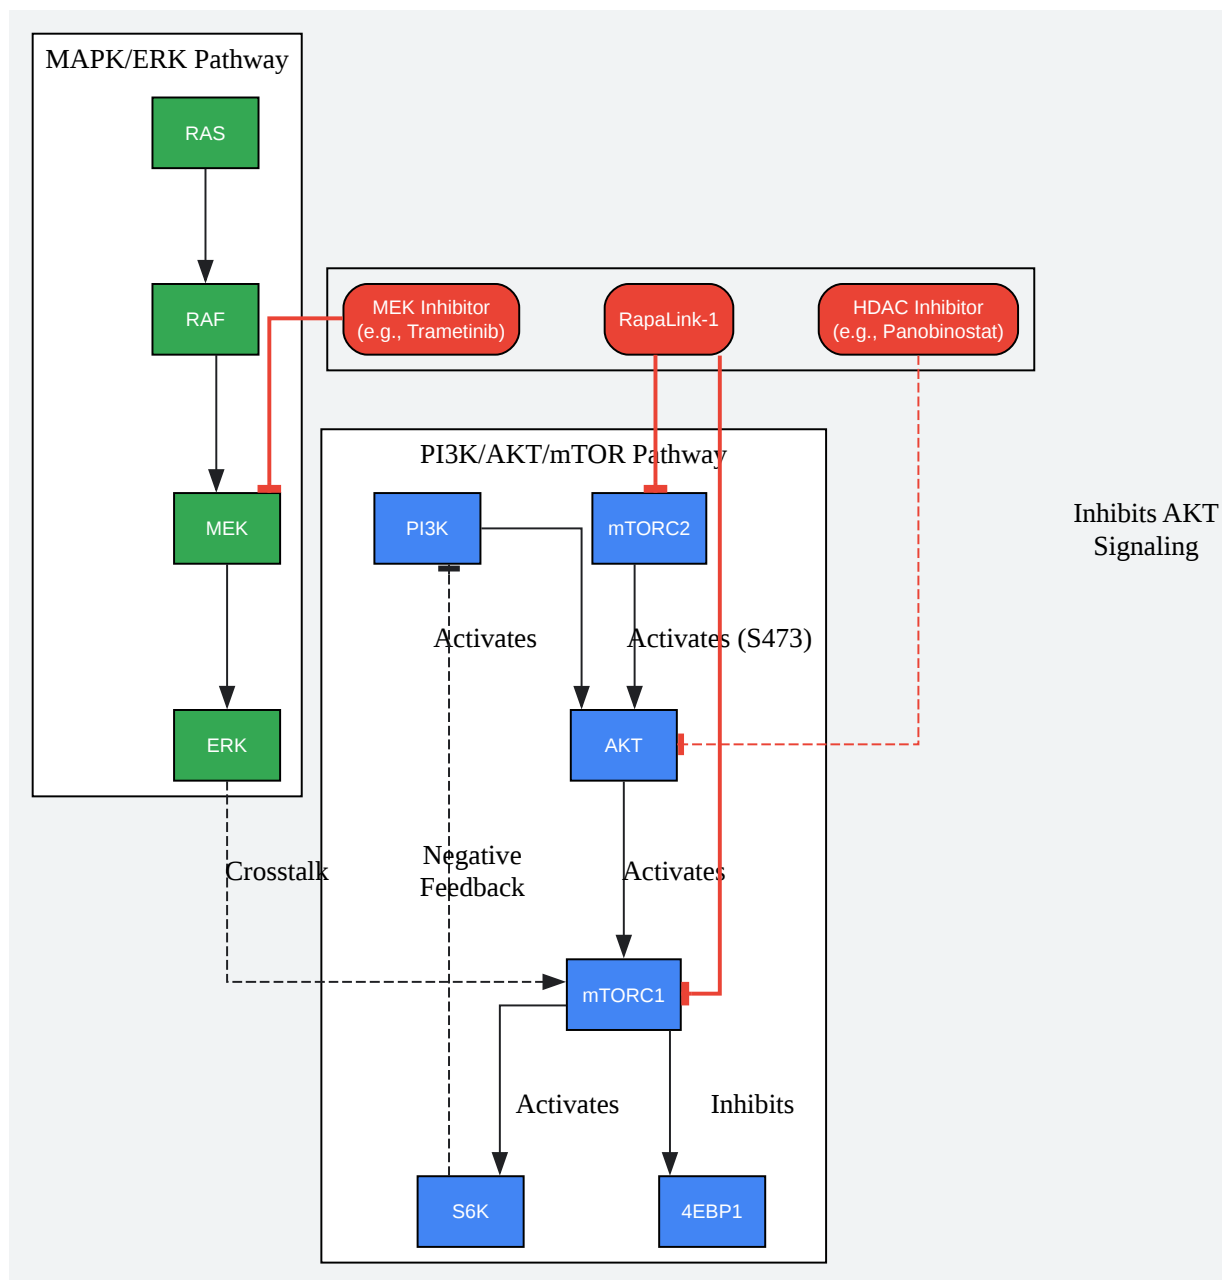 MAPK/ERK Pathway
RAS
RAF
MEK Inhibitor
(e.g., Trametinib)
RapaLink-1
HDAC Inhibitor
(e.g., Panobinostat)
PI3K/AKT/mTOR Pathway
MEK
PI3K
mTORC2
Inhibits AKT
Signaling
Activates
Activates (S473)
ERK
AKT
Crosstalk
Negative
Feedback
Activates
mTORC1
Activates
Inhibits
S6K
4EBP1